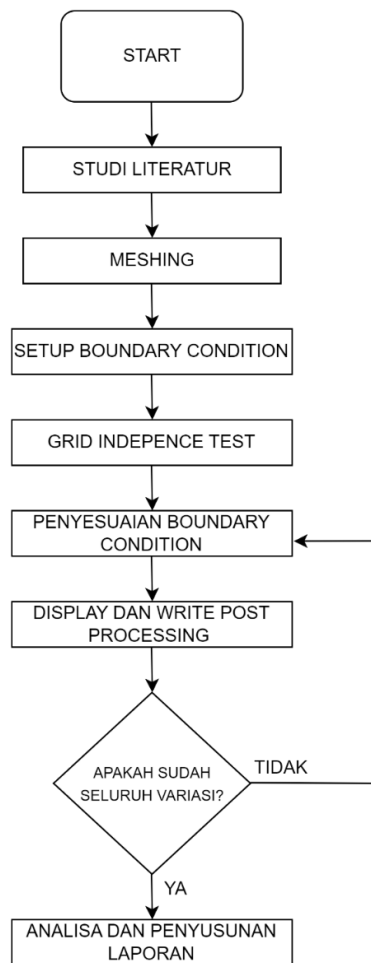 START
STUDI LITERATUR
MESHING
SETUP BOUNDARY CONDITION
GRID INDEPENCE TEST
PENYESUAIAN BOUNDARY
CONDITION
DISPLAY DAN WRITE POST
PROCESSING
APAKAH SUDAH
SELURUH VARIASI?
TIDAK
YA
ANALISA DAN PENYUSUNAN
LAPORAN